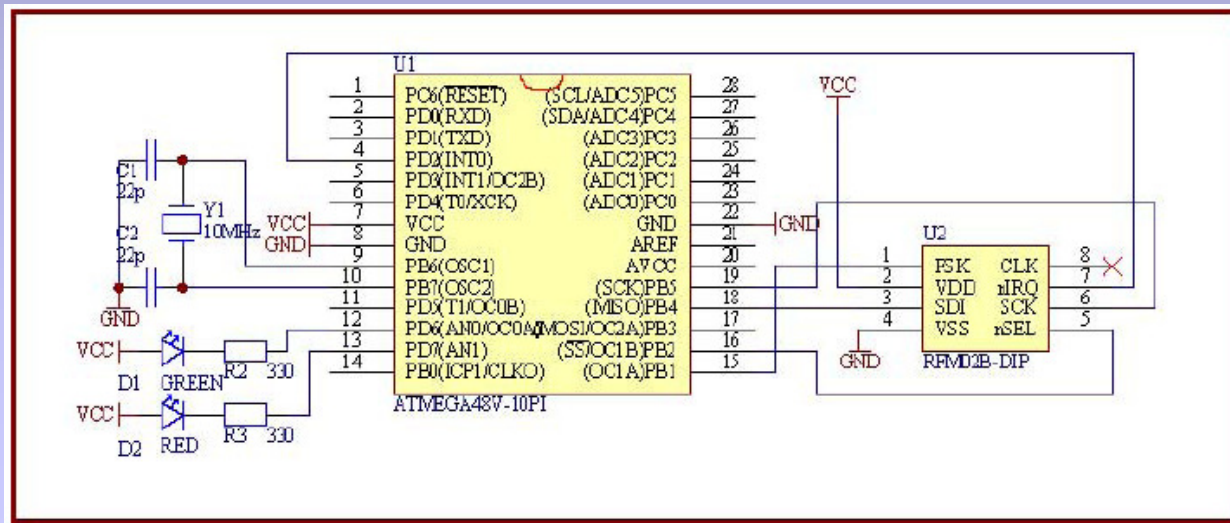 U1
1 PC6(RESET) (SCL/ADC5)PC5 28
2 PD0(RXD) (SDA/ADC4)PC4 27
3 PD1(TXD) (ADC3)PC3 26
4 PD2(INT0) (ADC2)PC2 25
5 PD3(INT1/OC2B) (ADC1)PC1 24
6 PD4(T0/XCK) (ADC0)PC0 23
7 VCC GND 22
8 GND AREF 21
9 PB6(OSC1) AVCC 20
10 PB7(OSC2) (SCK)PB5 19
11 PD5(T1/OC0B) (MISO)PB4 18
12 PD6(AN0/OC0A) (MOSI/OC2A)PB3 17
13 PD7(AN1) (SS/OC1B)PB2 16
14 PB0(ICP1/CLKO) (OC1A)PB1 15
ATMEGA48V-10PI
C1
22p
Y1
10MHz
C2
22p
GND
VCC
GND
GND
VCC
D1 GREEN
R2 330
VCC
D2 RED
R3 330
VCC
U2
1 FSK CLK 8
2 VDD nIRQ 7
3 SDI SCK 6
4 VSS nSEL 5
GND
RFM02B-DIP